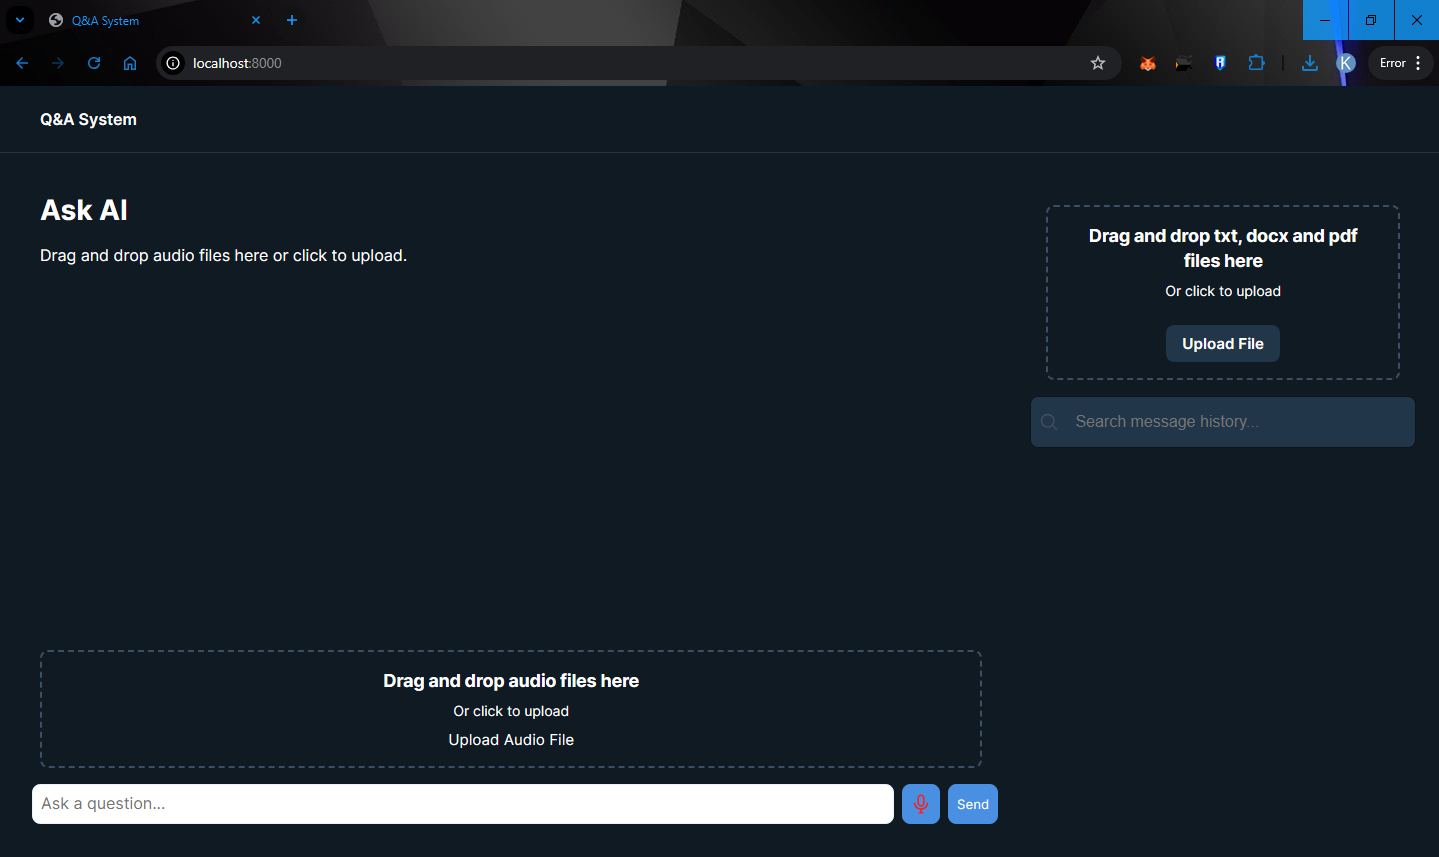 Q&A System
localhost:8000
K
Error
Q&A System
Ask AI
Drag and drop audio files here or click to upload.
Drag and drop txt, docx and pdf
files here
Or click to upload
Upload File
Search message history...
Drag and drop audio files here
Or click to upload
Upload Audio File
Ask a question...
Send